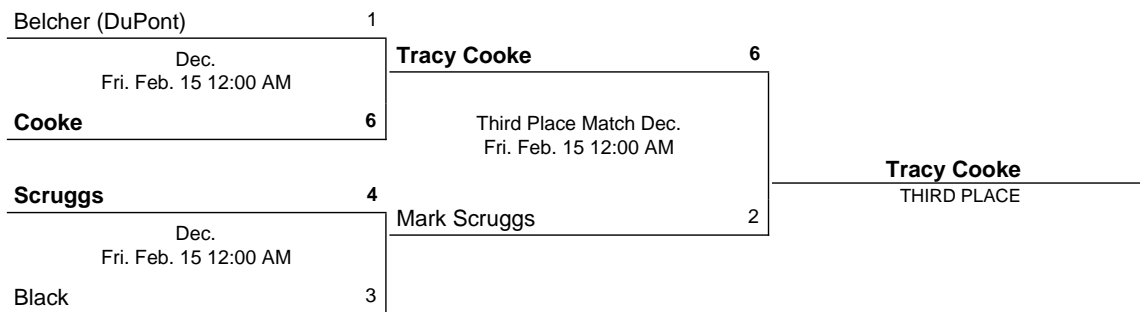 Belcher (DuPont) 1
Dec.
Fri. Feb. 15 12:00 AM
Cooke 6
Tracy Cooke 6
Third Place Match Dec.
Fri. Feb. 15 12:00 AM
Scruggs 4
Dec.
Fri. Feb. 15 12:00 AM
Black 3
Mark Scruggs 2
Tracy Cooke
THIRD PLACE